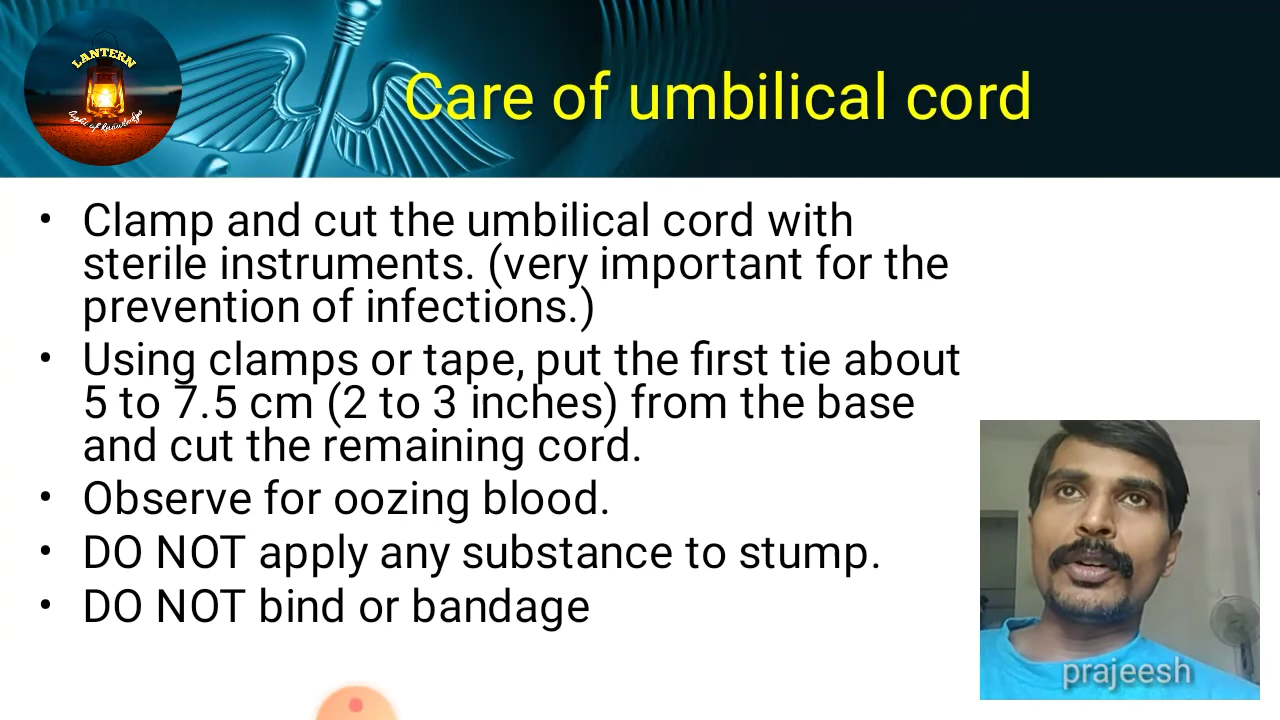 LANTERN
light of knowledge
Care of umbilical cord
• Clamp and cut the umbilical cord with
sterile instruments. (very important for the
prevention of infections.)
• Using clamps or tape, put the first tie about
5 to 7.5 cm (2 to 3 inches) from the base
and cut the remaining cord.
• Observe for oozing blood.
• DO NOT apply any substance to stump.
• DO NOT bind or bandage
prajeesh